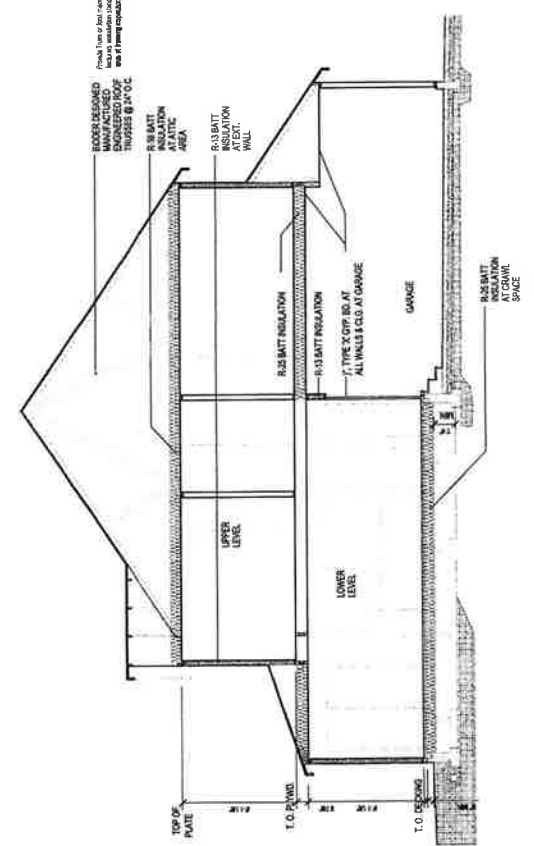 BIDDER DESIGNED
MANUFACTURED
ENGINEERED ROOF
TRUSSES @ 24" O.C.
BATT
INSULATION
AT ATTIC
AREA
R-13 BATT
INSULATION
AT EXT.
WALL
R-25 BATT INSULATION
R-13 BATT INSULATION
TYPE 'X' GYP. BD. AT
ALL WALLS & CLG. AT GARAGE
GARAGE
R-25 BATT
INSULATION
AT CRAWL
SPACE
UPPER
LEVEL
LOWER
LEVEL
MIN.
TOP OF
PLATE
T. O. PLYWD.
T. O. DECKING